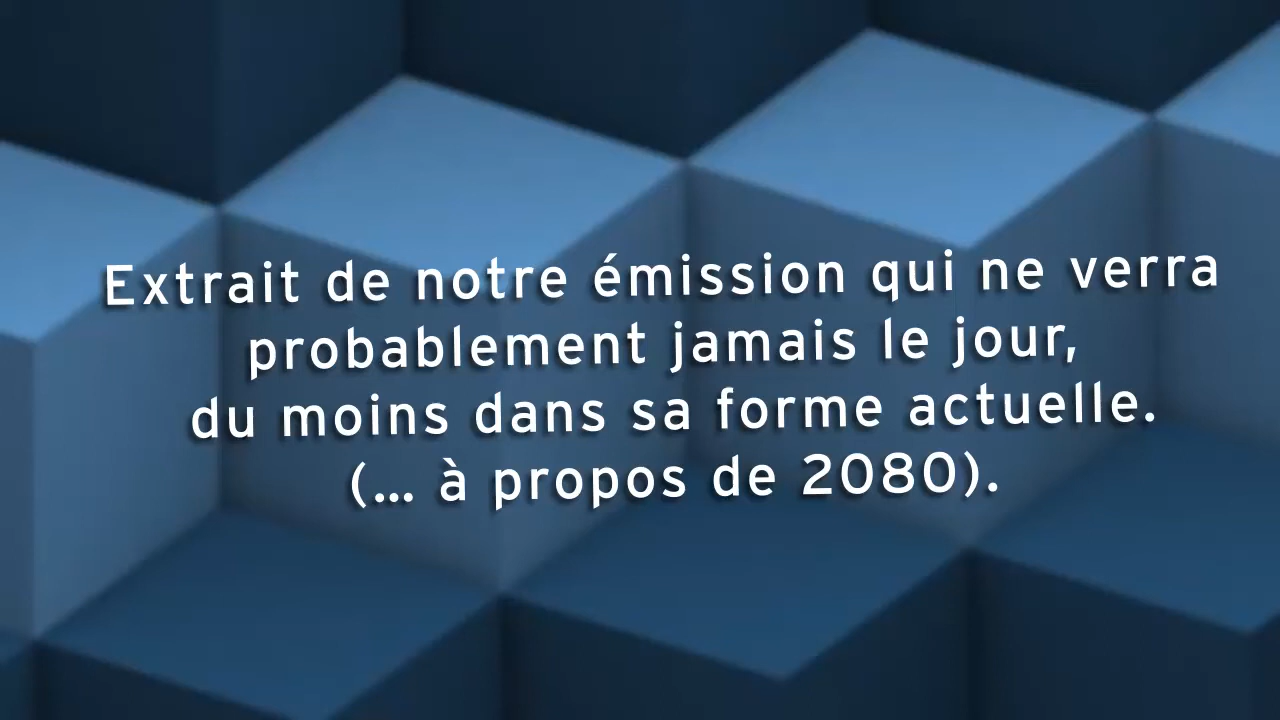 Extrait de notre émission qui ne verra
probablement jamais le jour,
du moins dans sa forme actuelle.
(... à propos de 2080).